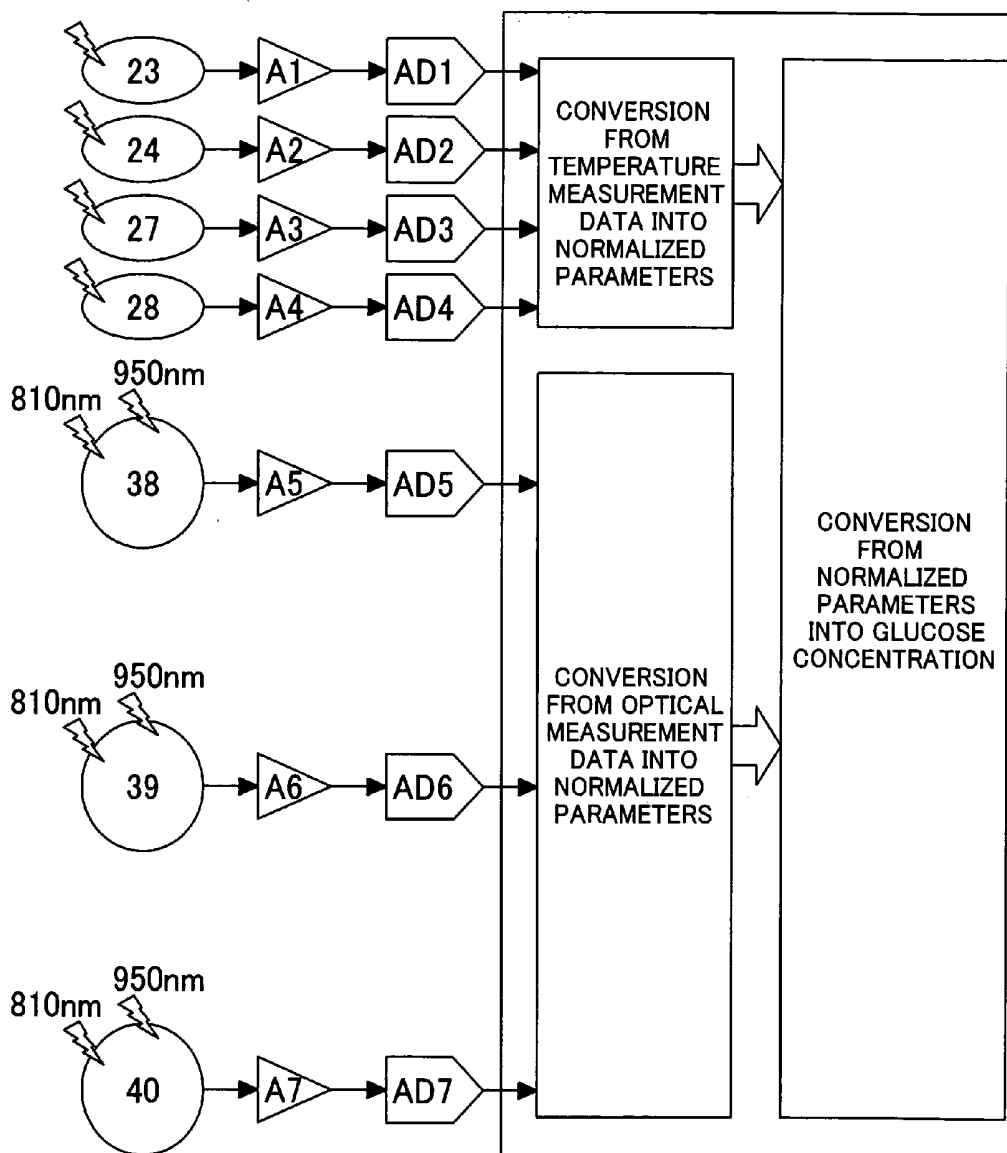 23 A1 AD1
24 A2 AD2
27 A3 AD3
28 A4 AD4
CONVERSION
FROM
TEMPERATURE
MEASUREMENT
DATA INTO
NORMALIZED
PARAMETERS
810nm 950nm
38 A5 AD5
810nm 950nm
39 A6 AD6
810nm 950nm
40 A7 AD7
CONVERSION
FROM OPTICAL
MEASUREMENT
DATA INTO
NORMALIZED
PARAMETERS
CONVERSION
FROM
NORMALIZED
PARAMETERS
INTO GLUCOSE
CONCENTRATION